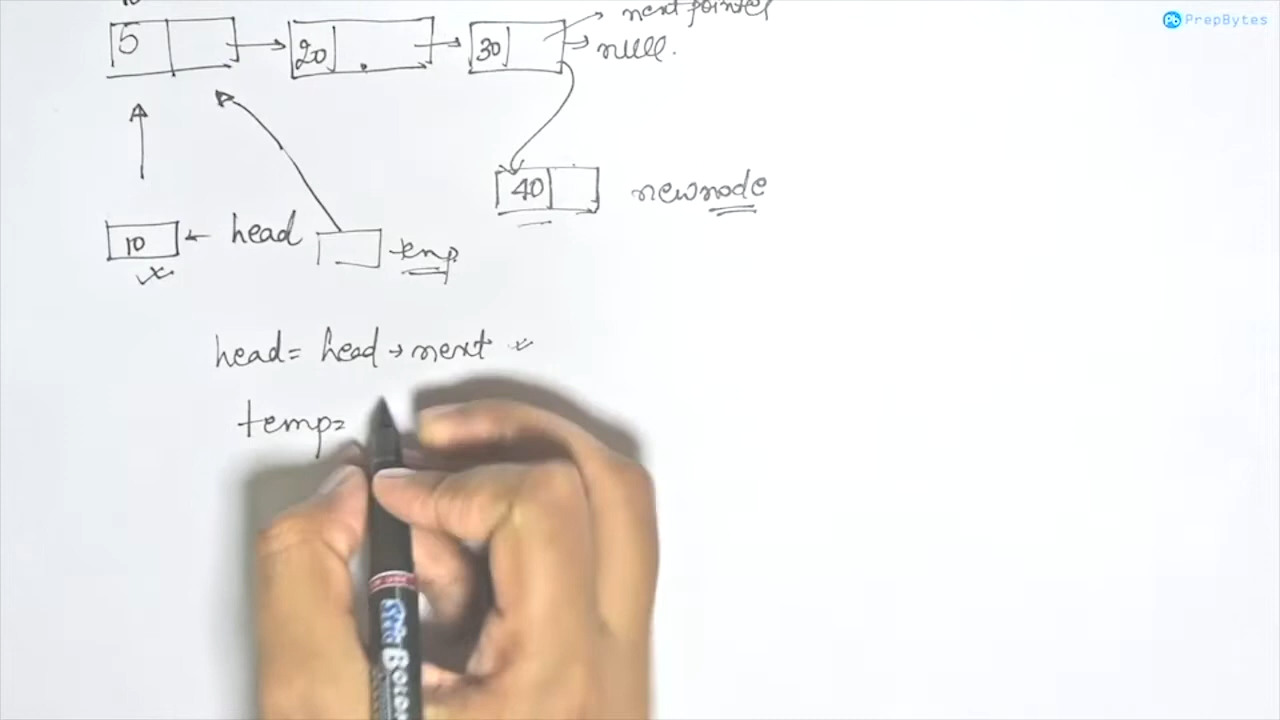 next pointer
PrepBytes
5 20 30 null.
40 newnode
10 head temp
head= head→next
temp=